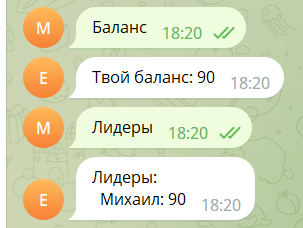 М
Баланс 18:20
Е
Твой баланс: 90 18:20
М
Лидеры 18:20
Лидеры:
Михаил: 90 18:20
Е